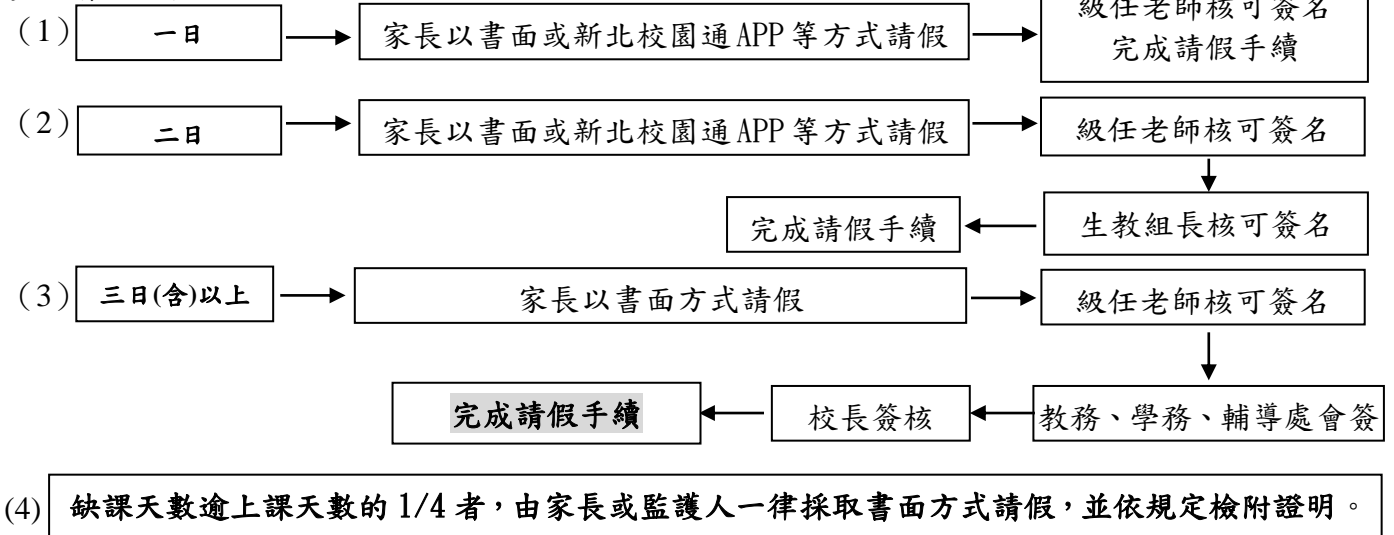 (1) 一日 家長以書面或新北校園通 APP 等方式請假 級任老師核可簽名
完成請假手續
(2) 二日 家長以書面或新北校園通 APP 等方式請假 級任老師核可簽名
完成請假手續 生教組長核可簽名
(3) 三日(含)以上 家長以書面方式請假 級任老師核可簽名
完成請假手續 校長簽核 教務、學務、輔導處會簽
(4) 缺課天數逾上課天數的 1/4 者，由家長或監護人一律採取書面方式請假，並依規定檢附證明。